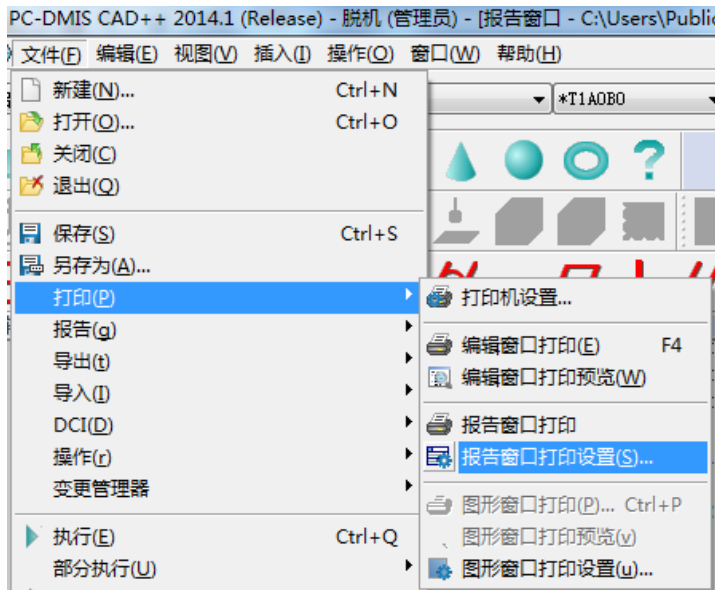 PC-DMIS CAD++ 2014.1 (Release) - 脱机 (管理员) - [报告窗口 - C:\Users\Public
文件(F) 编辑(E) 视图(V) 插入(I) 操作(O) 窗口(W) 帮助(H)
新建(N)... Ctrl+N
*T1A0B0
打开(O)... Ctrl+O
关闭(C)
退出(Q)
保存(S) Ctrl+S
另存为(A)...
打印(P)
报告(g)
导出(t)
导入(I)
DCI(D)
操作(r)
变更管理器
执行(E) Ctrl+Q
部分执行(U)
打印机设置...
编辑窗口打印(E) F4
编辑窗口打印预览(W)
报告窗口打印
报告窗口打印设置(S)...
图形窗口打印(P)... Ctrl+P
图形窗口打印预览(v)
图形窗口打印设置(u)...